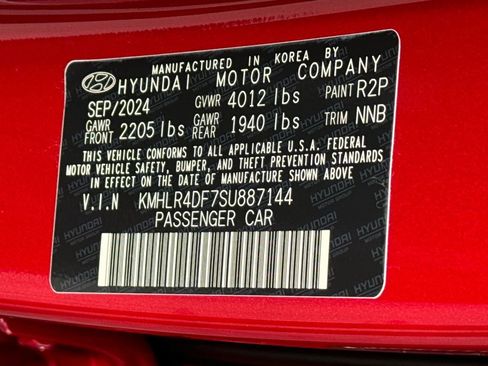 MANUFACTURED IN KOREA BY
HYUNDAI MOTOR COMPANY
SEP/2024 GVWR 4012 lbs PAINT R2P
GAWR FRONT 2205 lbs GAWR REAR 1940 lbs TRIM NNB
THIS VEHICLE CONFORMS TO ALL APPLICABLE U.S.A. FEDERAL
MOTOR VEHICLE SAFETY, BUMPER, AND THEFT PREVENTION STANDARDS
IN EFFECT ON THE DATE OF MANUFACTURE SHOWN ABOVE
V.I.N KMHLR4DF7SU887144
PASSENGER CAR